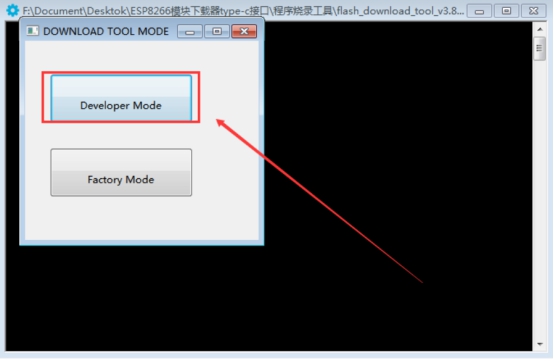 F:\Document\Desktok\ESP8266模块下载器type-c接口\程序烧录工具\flash_download_tool_v3.8...
DOWNLOAD TOOL MODE
Developer Mode
Factory Mode